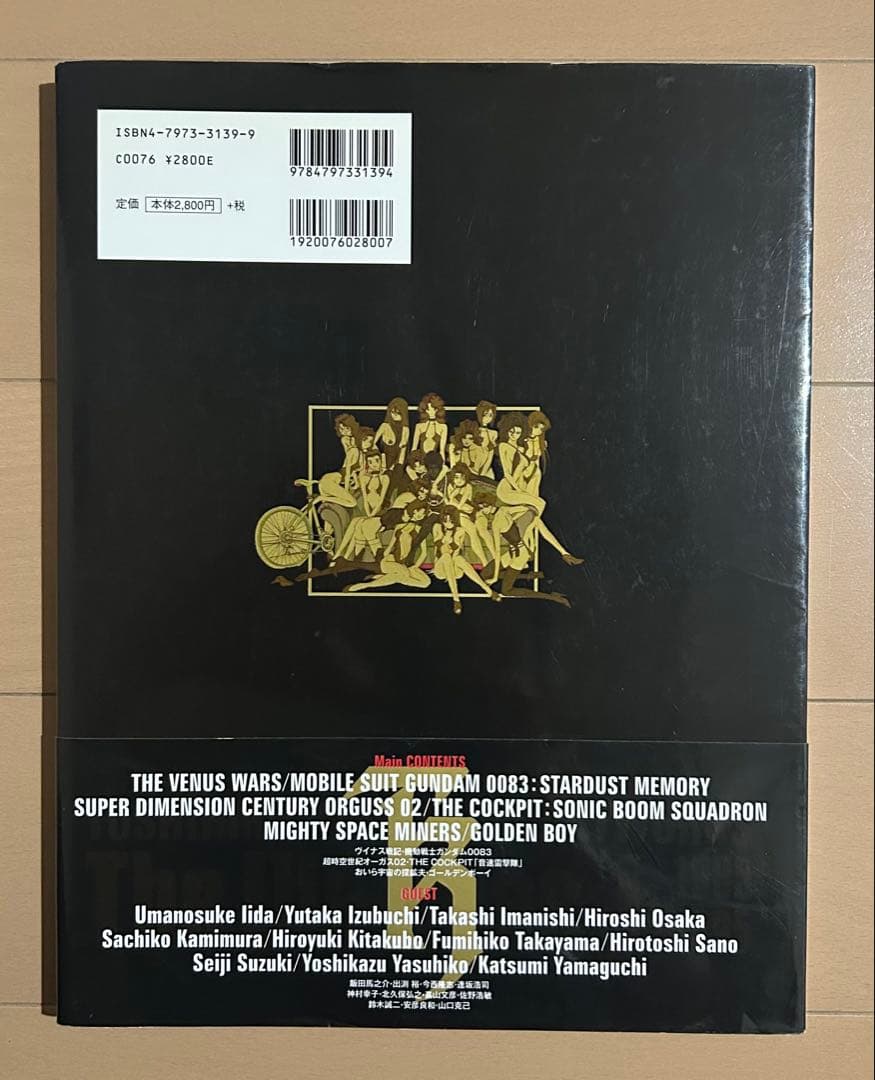 ISBN4-7973-3139-9
C0076 ¥2800E
定価 本体2,800円 +税
9784797331394
1920076028007
Main CONTENTS
THE VENUS WARS/MOBILE SUIT GUNDAM 0083:STARDUST MEMORY
SUPER DIMENSION CENTURY ORGUSS 02/THE COCKPIT:SONIC BOOM SQUADRON
MIGHTY SPACE MINERS/GOLDEN BOY
ヴイナス戦記・機動戦士ガンダム0083
超時空世紀オーガス02・THE COCKPIT「音速雷撃隊」
おいら宇宙の探鉱夫・ゴールデンボーイ
GUEST
Umanosuke Iida/Yutaka Izubuchi/Takashi Imanishi/Hiroshi Osaka
Sachiko Kamimura/Hiroyuki Kitakubo/Fumihiko Takayama/Hirotoshi Sano
Seiji Suzuki/Yoshikazu Yasuhiko/Katsumi Yamaguchi
飯田馬之介・出渕 裕・今西隆志・逢坂浩司
神村幸子・北久保弘之・高山文彦・佐野浩敏
鈴木誠二・安彦良和・山口克己